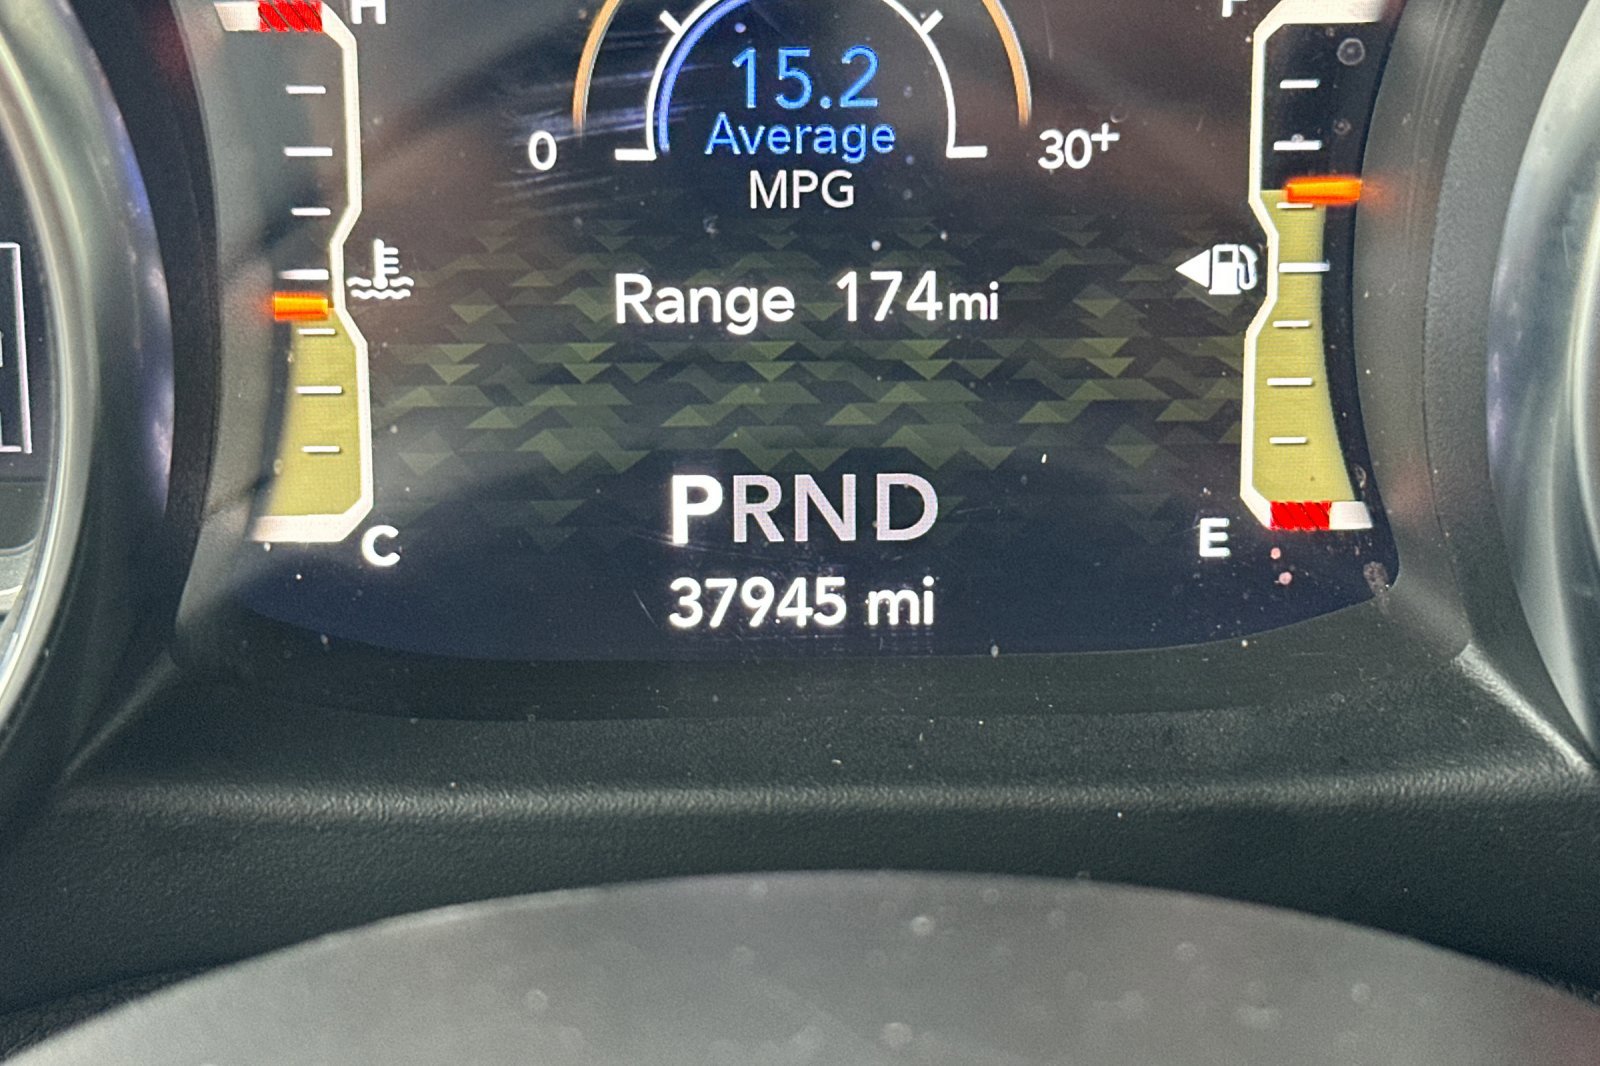 H
F
15.2
Average
0
30+
MPG
Range 174mi
PRND
C
E
37945 mi